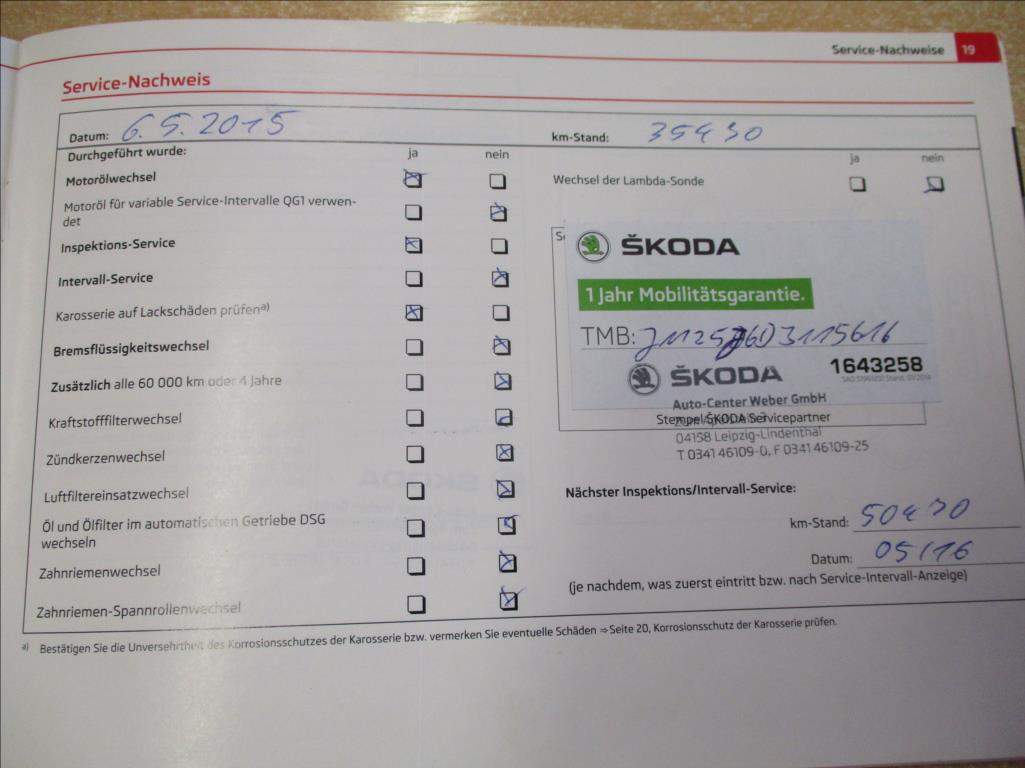 Service-Nachweise 19
Service-Nachweis
Datum: 6.5.2015
km-Stand: 35430
Durchgeführt wurde: ja nein
ja nein
Motorölwechsel
Wechsel der Lambda-Sonde
Motoröl für variable Service-Intervalle QG1 verwen-
det
Inspektions-Service
Intervall-Service
Karosserie auf Lackschäden prüfen a)
Bremsflüssigkeitswechsel
Zusätzlich alle 60 000 km oder 4 Jahre
Kraftstofffilterwechsel
Zündkerzenwechsel
Luftfiltereinsatzwechsel
Öl und Ölfilter im automatischen Getriebe DSG
wechseln
Zahnriemenwechsel
Zahnriemen-Spannrollenwechsel
ŠKODA
1 Jahr Mobilitätsgarantie.
TMB:
ŠKODA
1643258
Auto-Center Weber GmbH
Stempel ŠKODA Servicepartner
04158 Leipzig-Lindenthal
T 0341 46109-0, F 0341 46109-25
Nächster Inspektions/Intervall-Service:
km-Stand: 50430
Datum: 05/16
(je nachdem, was zuerst eintritt bzw. nach Service-Intervall-Anzeige)
a) Bestätigen Sie die Unversehrtheit des Korrosionsschutzes der Karosserie bzw. vermerken Sie eventuelle Schäden ⇒ Seite 20, Korrosionsschutz der Karosserie prüfen.